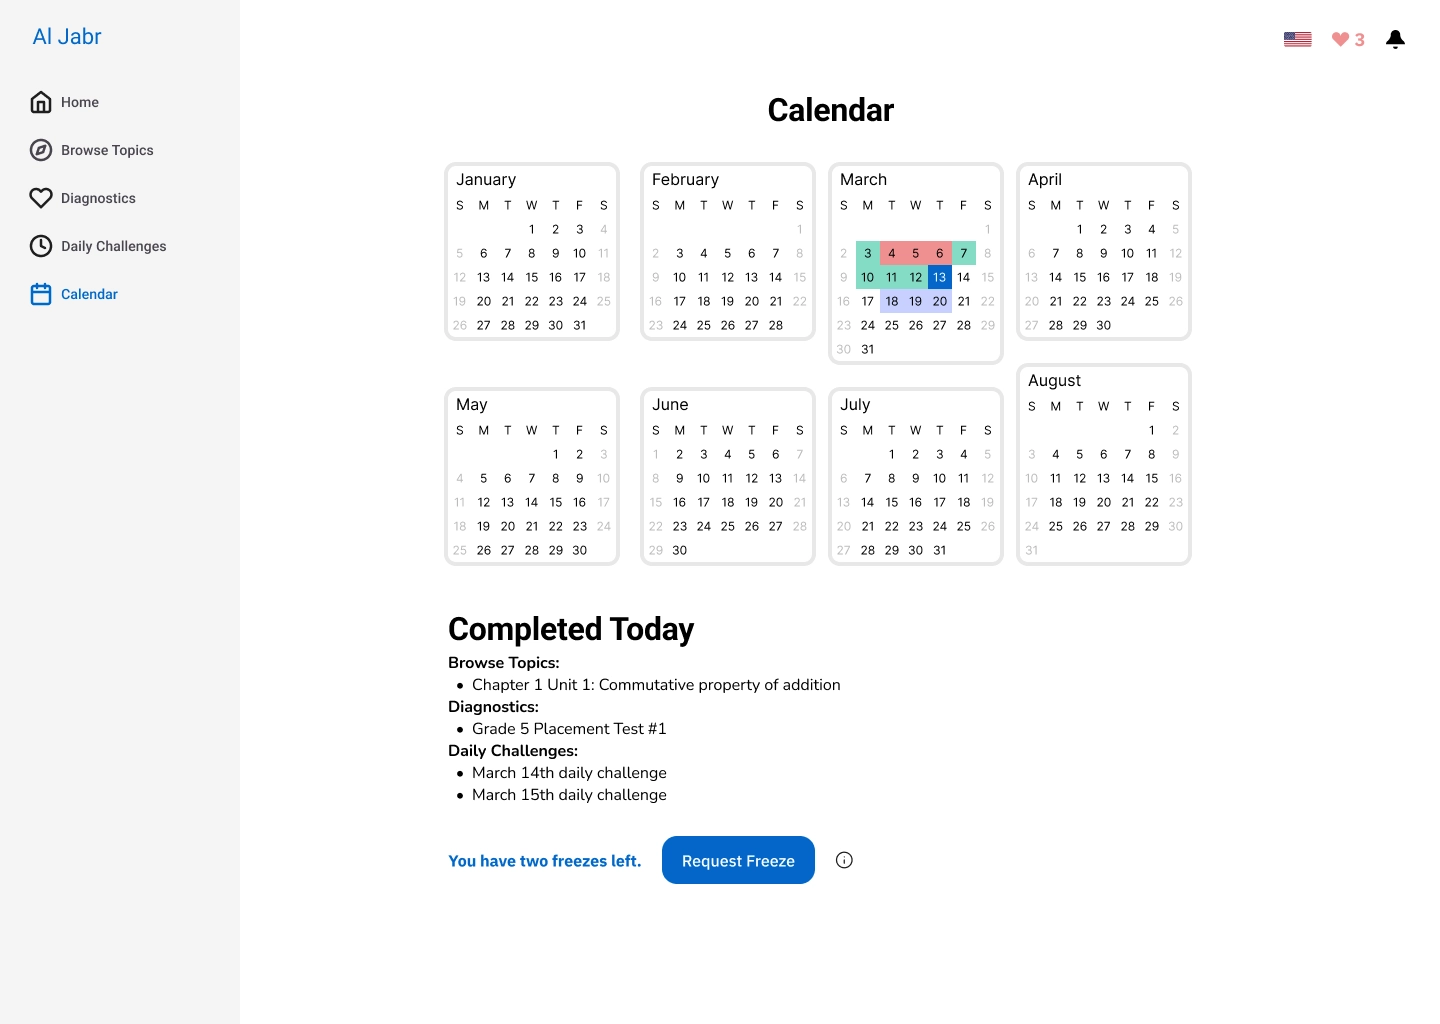 Al Jabr
3
Home
Browse Topics
Diagnostics
Daily Challenges
Calendar
Calendar
January
S M T W T F S
1 2 3 4
5 6 7 8 9 10 11
12 13 14 15 16 17 18
19 20 21 22 23 24 25
26 27 28 29 30 31
February
S M T W T F S
1
2 3 4 5 6 7 8
9 10 11 12 13 14 15
16 17 18 19 20 21 22
23 24 25 26 27 28
March
S M T W T F S
1
2 3 4 5 6 7 8
9 10 11 12 13 14 15
16 17 18 19 20 21 22
23 24 25 26 27 28 29
30 31
April
S M T W T F S
1 2 3 4 5
6 7 8 9 10 11 12
13 14 15 16 17 18 19
20 21 22 23 24 25 26
27 28 29 30
May
S M T W T F S
1 2 3
4 5 6 7 8 9 10
11 12 13 14 15 16 17
18 19 20 21 22 23 24
25 26 27 28 29 30
June
S M T W T F S
1 2 3 4 5 6 7
8 9 10 11 12 13 14
15 16 17 18 19 20 21
22 23 24 25 26 27 28
29 30
July
S M T W T F S
1 2 3 4 5
6 7 8 9 10 11 12
13 14 15 16 17 18 19
20 21 22 23 24 25 26
27 28 29 30 31
August
S M T W T F S
1 2
3 4 5 6 7 8 9
10 11 12 13 14 15 16
17 18 19 20 21 22 23
24 25 26 27 28 29 30
31
Completed Today
Browse Topics:
• Chapter 1 Unit 1: Commutative property of addition
Diagnostics:
• Grade 5 Placement Test #1
Daily Challenges:
• March 14th daily challenge
• March 15th daily challenge
You have two freezes left.
Request Freeze